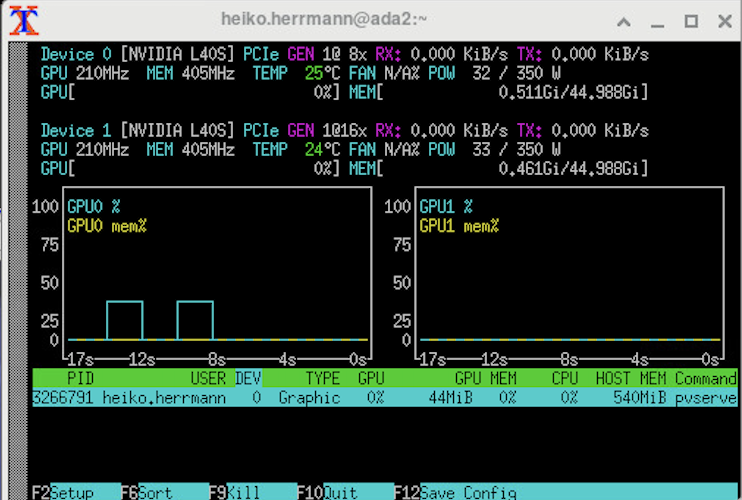 heiko.herrmann@ada2:~
Device 0 [NVIDIA L40S] PCIe GEN 1@ 8x RX: 0.000 KiB/s TX: 0.000 KiB/s
GPU 210MHz MEM 405MHz TEMP 25°C FAN N/A% POW 32 / 350 W
GPU[ 0%] MEM[ 0.511Gi/44.988Gi]
Device 1 [NVIDIA L40S] PCIe GEN 1@16x RX: 0.000 KiB/s TX: 0.000 KiB/s
GPU 210MHz MEM 405MHz TEMP 24°C FAN N/A% POW 33 / 350 W
GPU[ 0%] MEM[ 0.461Gi/44.988Gi]
100 GPU0 % 100 GPU1 %
GPU0 mem% GPU1 mem%
75 75
50 50
25 25
0 0
17s 12s 8s 4s 0s 17s 12s 8s 4s 0s
PID USER DEV TYPE GPU GPU MEM CPU HOST MEM Command
3266791 heiko.herrmann 0 Graphic 0% 44MiB 0% 0% 540MiB pvserve
F2Setup F6Sort F9Kill F10Quit F12Save Config